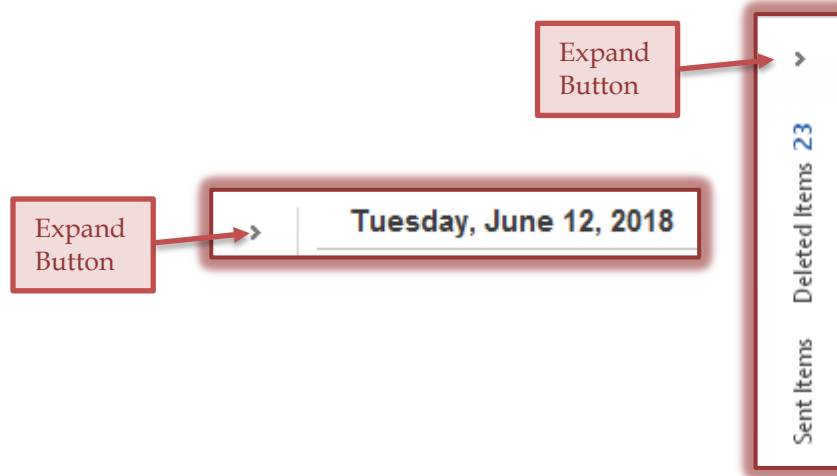 Expand
Button
Deleted Items 23
Sent Items
Expand
Button
Tuesday, June 12, 2018